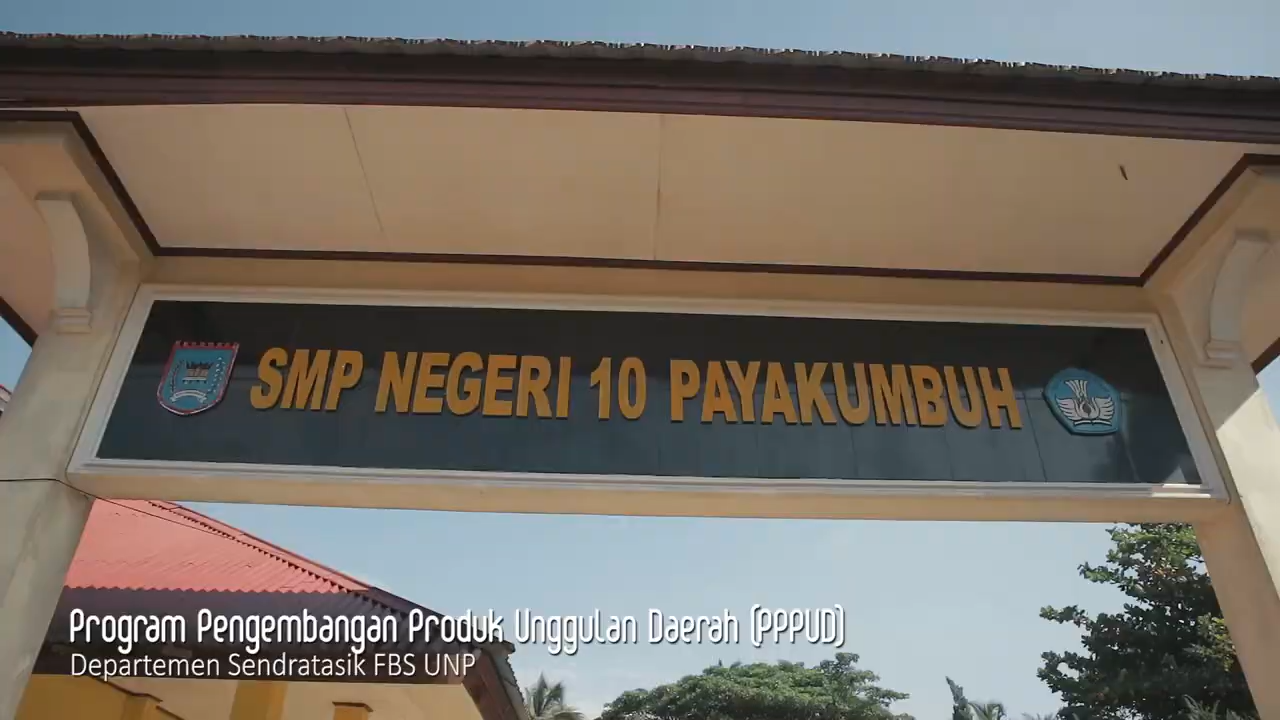 SMP NEGERI 10 PAYAKUMBUH
Program Pengembangan Produk Unggulan Daerah (PPPUD)
Departemen Sendratasik FBS UNP